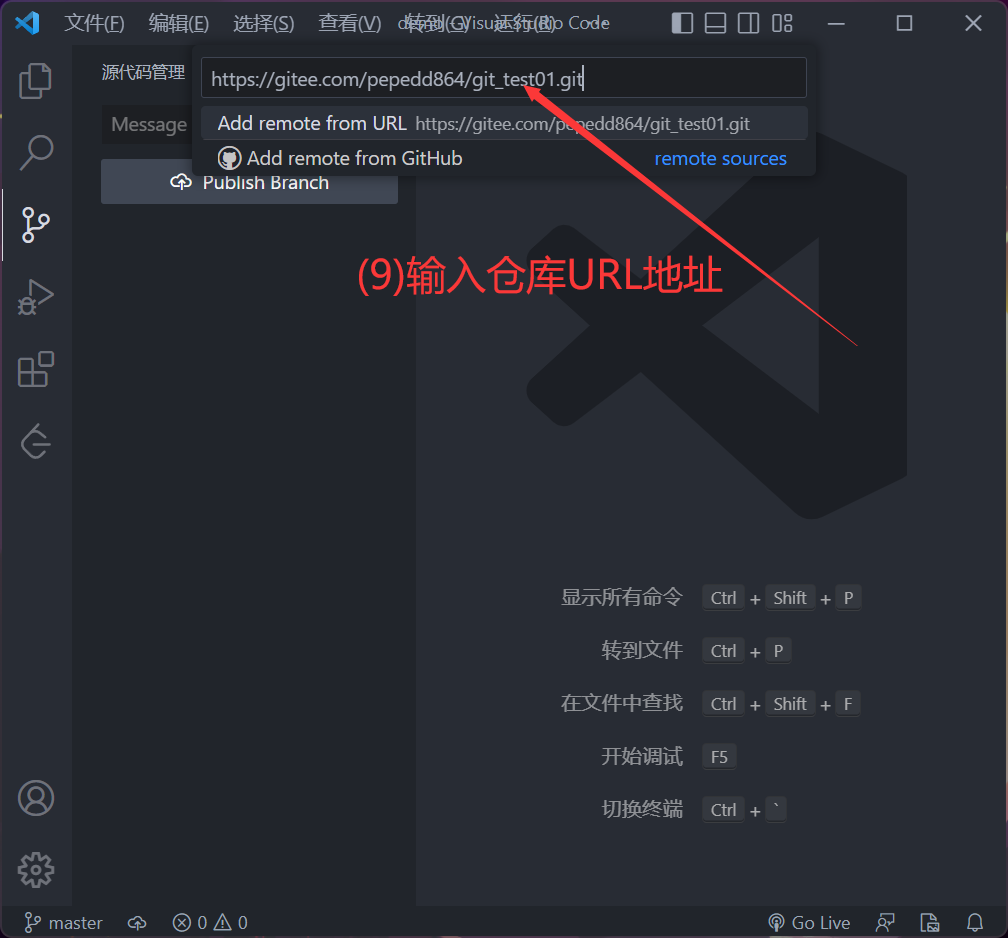 文件(F) 编辑(E) 选择(S) 查看(V) 转到(G) 运行(R) Visual Studio Code
源代码管理
https://gitee.com/pepedd864/git_test01.git
Message
Add remote from URL https://gitee.com/pepedd864/git_test01.git
Add remote from GitHub remote sources
Publish Branch
(9)输入仓库URL地址
显示所有命令 Ctrl + Shift + P
转到文件 Ctrl + P
在文件中查找 Ctrl + Shift + F
开始调试 F5
切换终端 Ctrl + `
master 0 0 Go Live